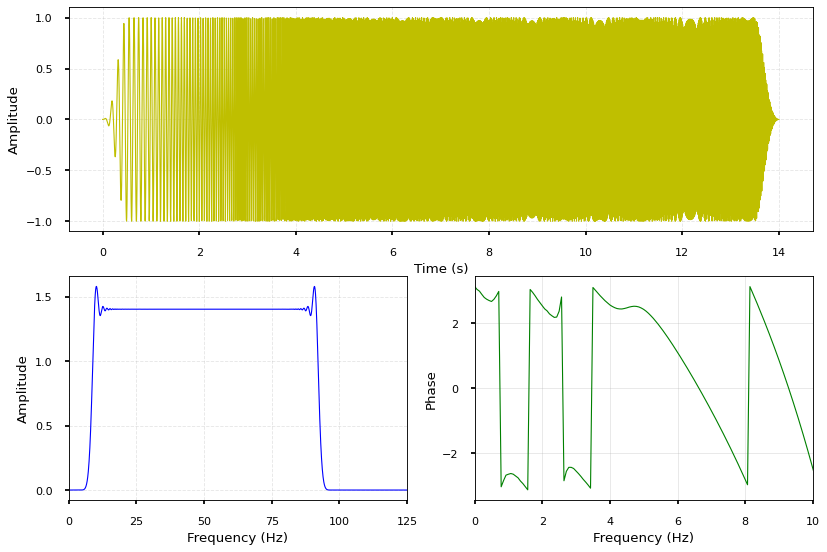 1.0
0.5
0.0
−0.5
−1.0
Amplitude
0 2 4 6 8 10 12 14
Time (s)
1.5
1.0
0.5
0.0
Amplitude
0 25 50 75 100 125
Frequency (Hz)
2
0
−2
Phase
0 2 4 6 8 10
Frequency (Hz)